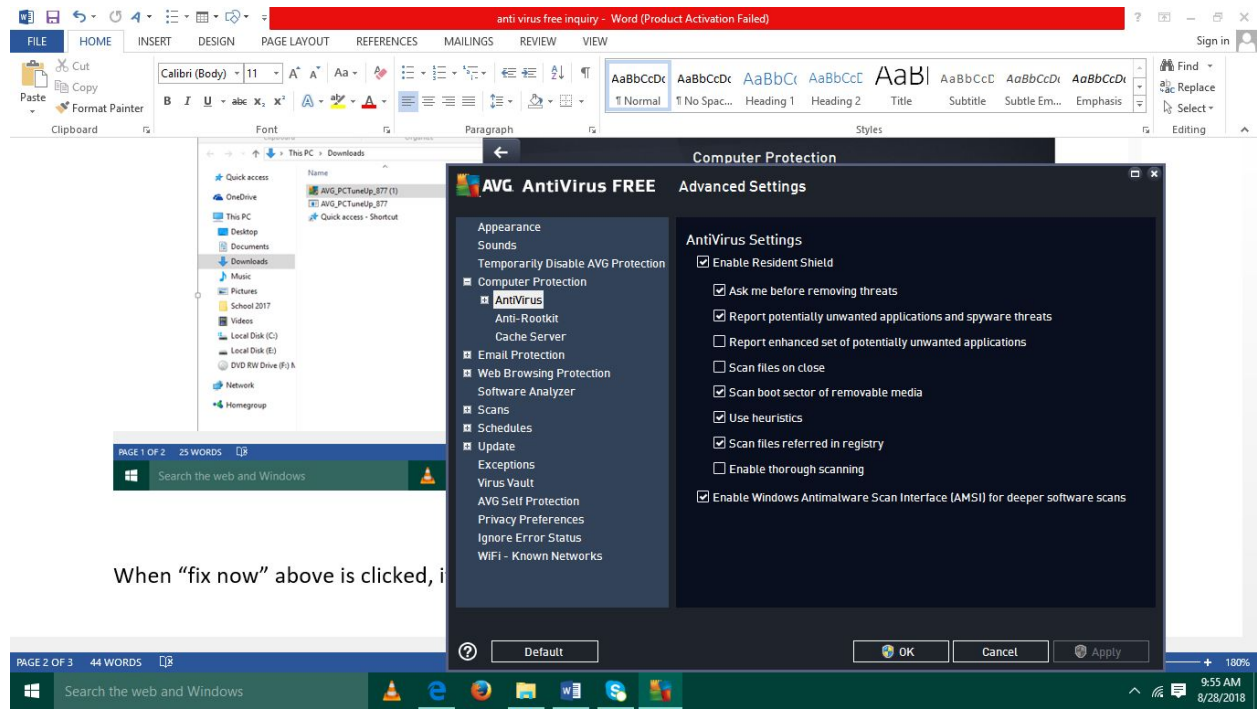 anti virus free inquiry - Word (Product Activation Failed)
FILE HOME INSERT DESIGN PAGE LAYOUT REFERENCES MAILINGS REVIEW VIEW Sign in
Cut
Copy
Format Painter
Paste
Clipboard
Calibri (Body) 11
Font
Paragraph
AaBbCcDc AaBbCcDc AaBbC AaBbCcE AaBl AaBbCcD AaBbCcDc AaBbCcDc
¶ Normal ¶ No Spac... Heading 1 Heading 2 Title Subtitle Subtle Em... Emphasis
Styles
Find
Replace
Select
Editing
This PC > Downloads
Name
Quick access
OneDrive
This PC
Desktop
Documents
Downloads
Music
Pictures
School 2017
Videos
Local Disk (C:)
Local Disk (E:)
DVD RW Drive (F:)
Network
Homegroup
AVG_PCTuneUp_877 (1)
AVG_PCTuneUp_877
Quick access - Shortcut
PAGE 1 OF 2 25 WORDS
Search the web and Windows
Computer Protection
AVG AntiVirus FREE Advanced Settings
Appearance
Sounds
Temporarily Disable AVG Protection
Computer Protection
AntiVirus
Anti-Rootkit
Cache Server
Email Protection
Web Browsing Protection
Software Analyzer
Scans
Schedules
Update
Exceptions
Virus Vault
AVG Self Protection
Privacy Preferences
Ignore Error Status
WiFi - Known Networks
AntiVirus Settings
Enable Resident Shield
Ask me before removing threats
Report potentially unwanted applications and spyware threats
Report enhanced set of potentially unwanted applications
Scan files on close
Scan boot sector of removable media
Use heuristics
Scan files referred in registry
Enable thorough scanning
Enable Windows Antimalware Scan Interface (AMSI) for deeper software scans
Default OK Cancel Apply
When “fix now” above is clicked, i
PAGE 2 OF 3 44 WORDS 180%
Search the web and Windows
9:55 AM
8/28/2018